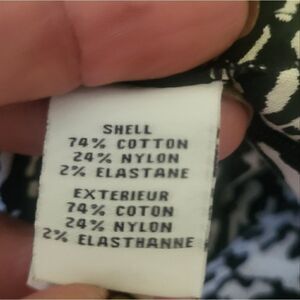 SHELL
74% COTTON
24% NYLON
2% ELASTANE
EXTERIEUR
74% COTON
24% NYLON
2% ELASTHANNE